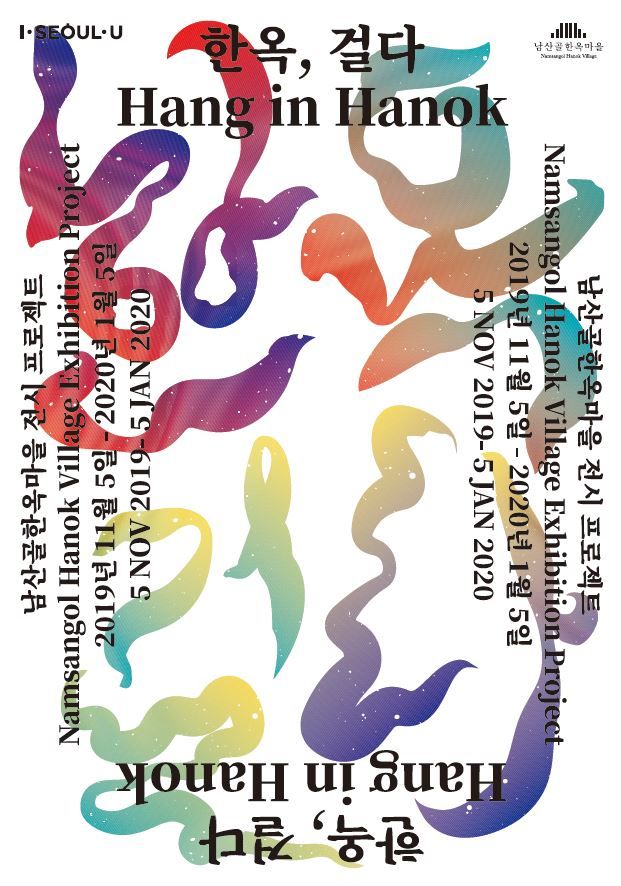 I·SEOUL·U
남산골한옥마을
Namsangol Hanok Village
한옥, 걸다
Hang in Hanok
남산골한옥마을 전시 프로젝트
Namsangol Hanok Village Exhibition Project
2019년 11월 5일 - 2020년 1월 5일
5 NOV 2019- 5 JAN 2020
남산골한옥마을 전시 프로젝트
Namsangol Hanok Village Exhibition Project
2019년 11월 5일 - 2020년 1월 5일
5 NOV 2019- 5 JAN 2020
Hang in Hanok
한옥, 걸다